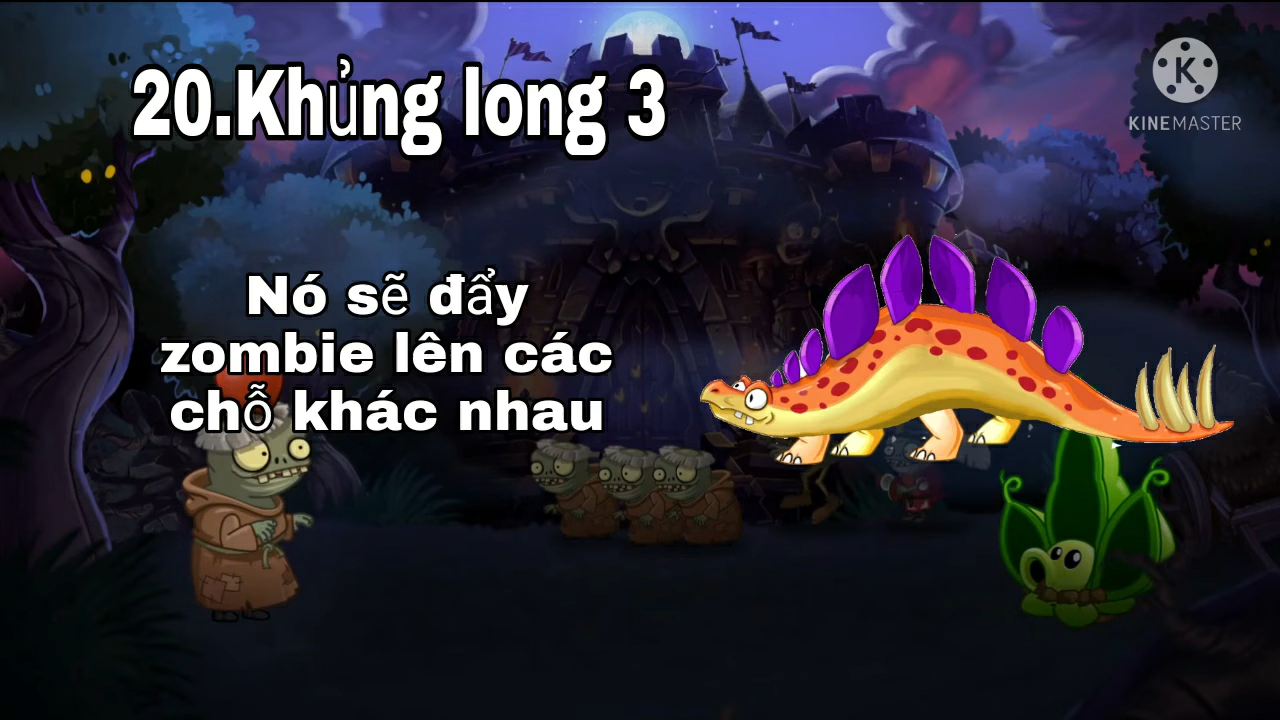 20.Khủng long 3
KINEMASTER
Nó sẽ đẩy
zombie lên các
chỗ khác nhau